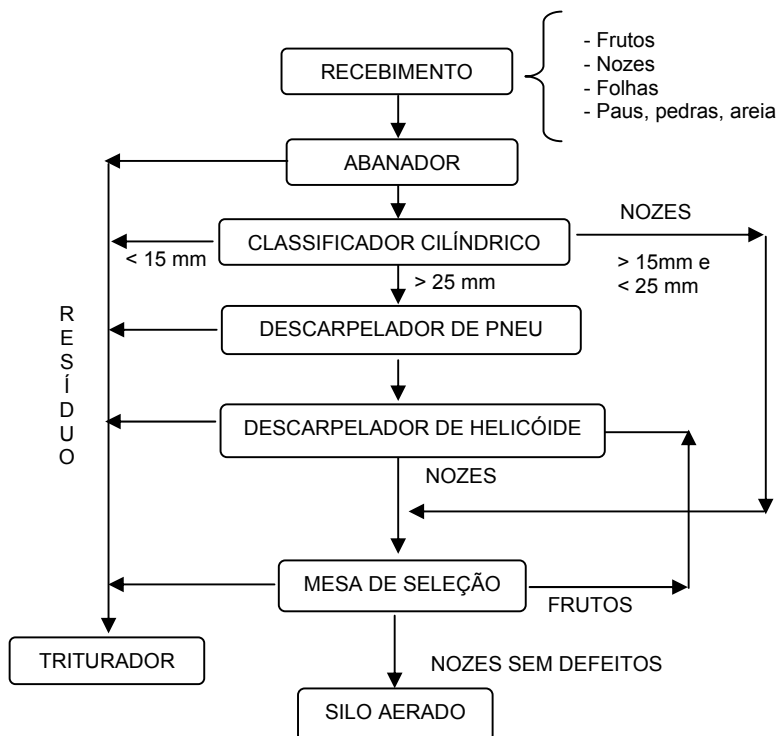 RECEBIMENTO
- Frutos
- Nozes
- Folhas
- Paus, pedras, areia
ABANADOR
CLASSIFICADOR CILÍNDRICO
NOZES
< 15 mm
> 25 mm
> 15mm e
< 25 mm
DESCARPELADOR DE PNEU
RESÍDUO
DESCARPELADOR DE HELICÓIDE
NOZES
MESA DE SELEÇÃO
FRUTOS
TRITURADOR
NOZES SEM DEFEITOS
SILO AERADO